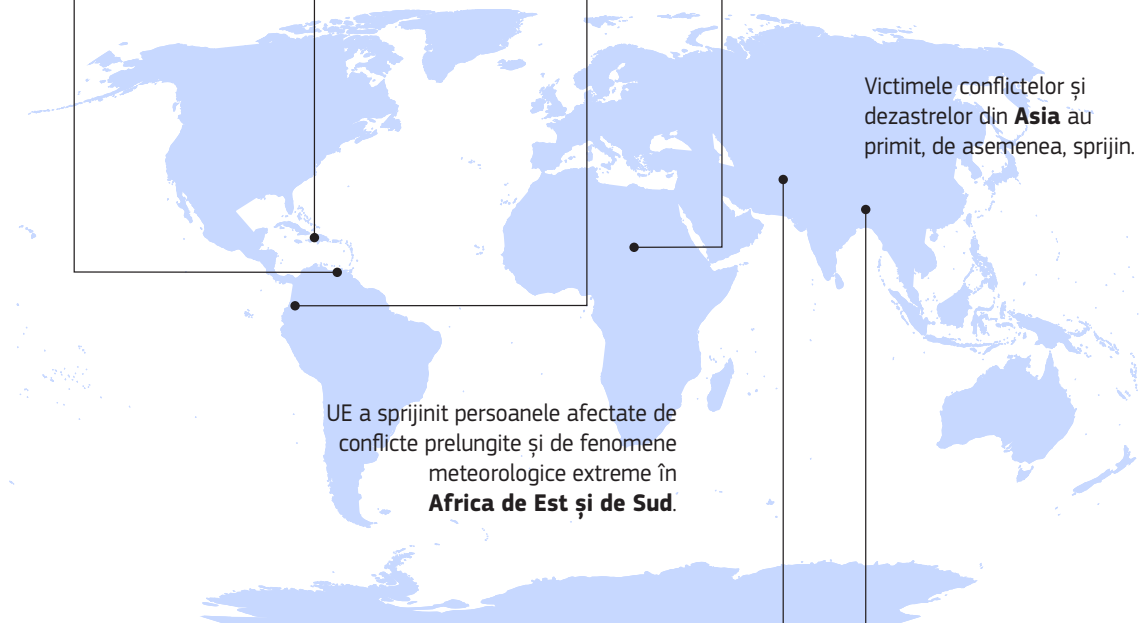 Victimele conflictelor și
dezastrelor din Asia au
primit, de asemenea, sprijin.
UE a sprijinit persoanele afectate de
conflicte prelungite și de fenomene
meteorologice extreme în
Africa de Est și de Sud.